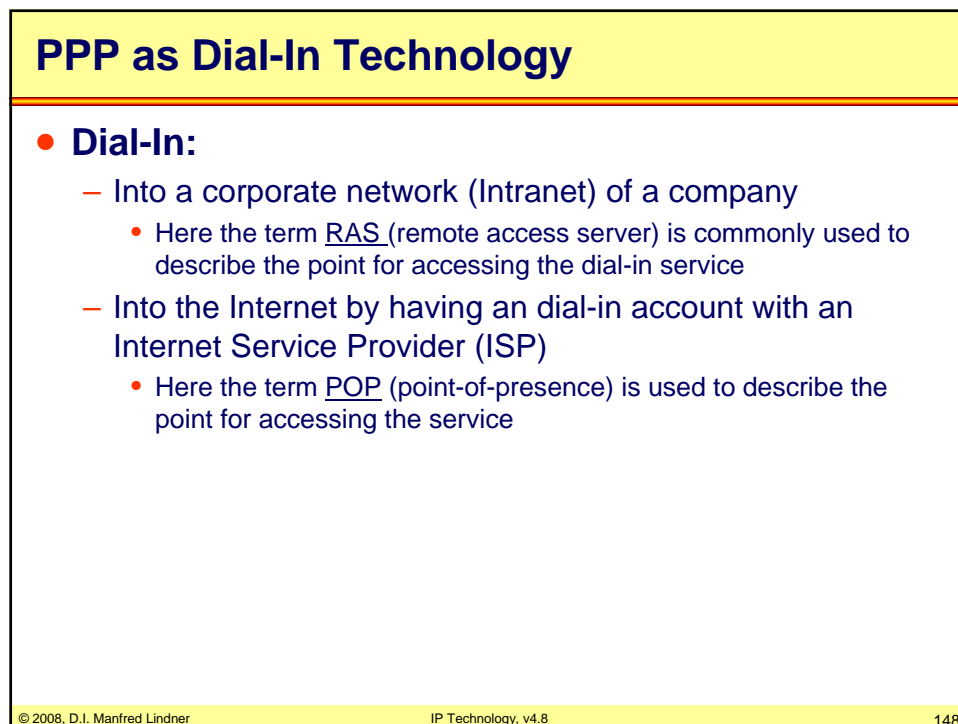 PPP as Dial-In Technology
• Dial-In:
– Into a corporate network (Intranet) of a company
• Here the term RAS (remote access server) is commonly used to
describe the point for accessing the dial-in service
– Into the Internet by having an dial-in account with an
Internet Service Provider (ISP)
• Here the term POP (point-of-presence) is used to describe the
point for accessing the service
© 2008, D.I. Manfred Lindner IP Technology, v4.8 148